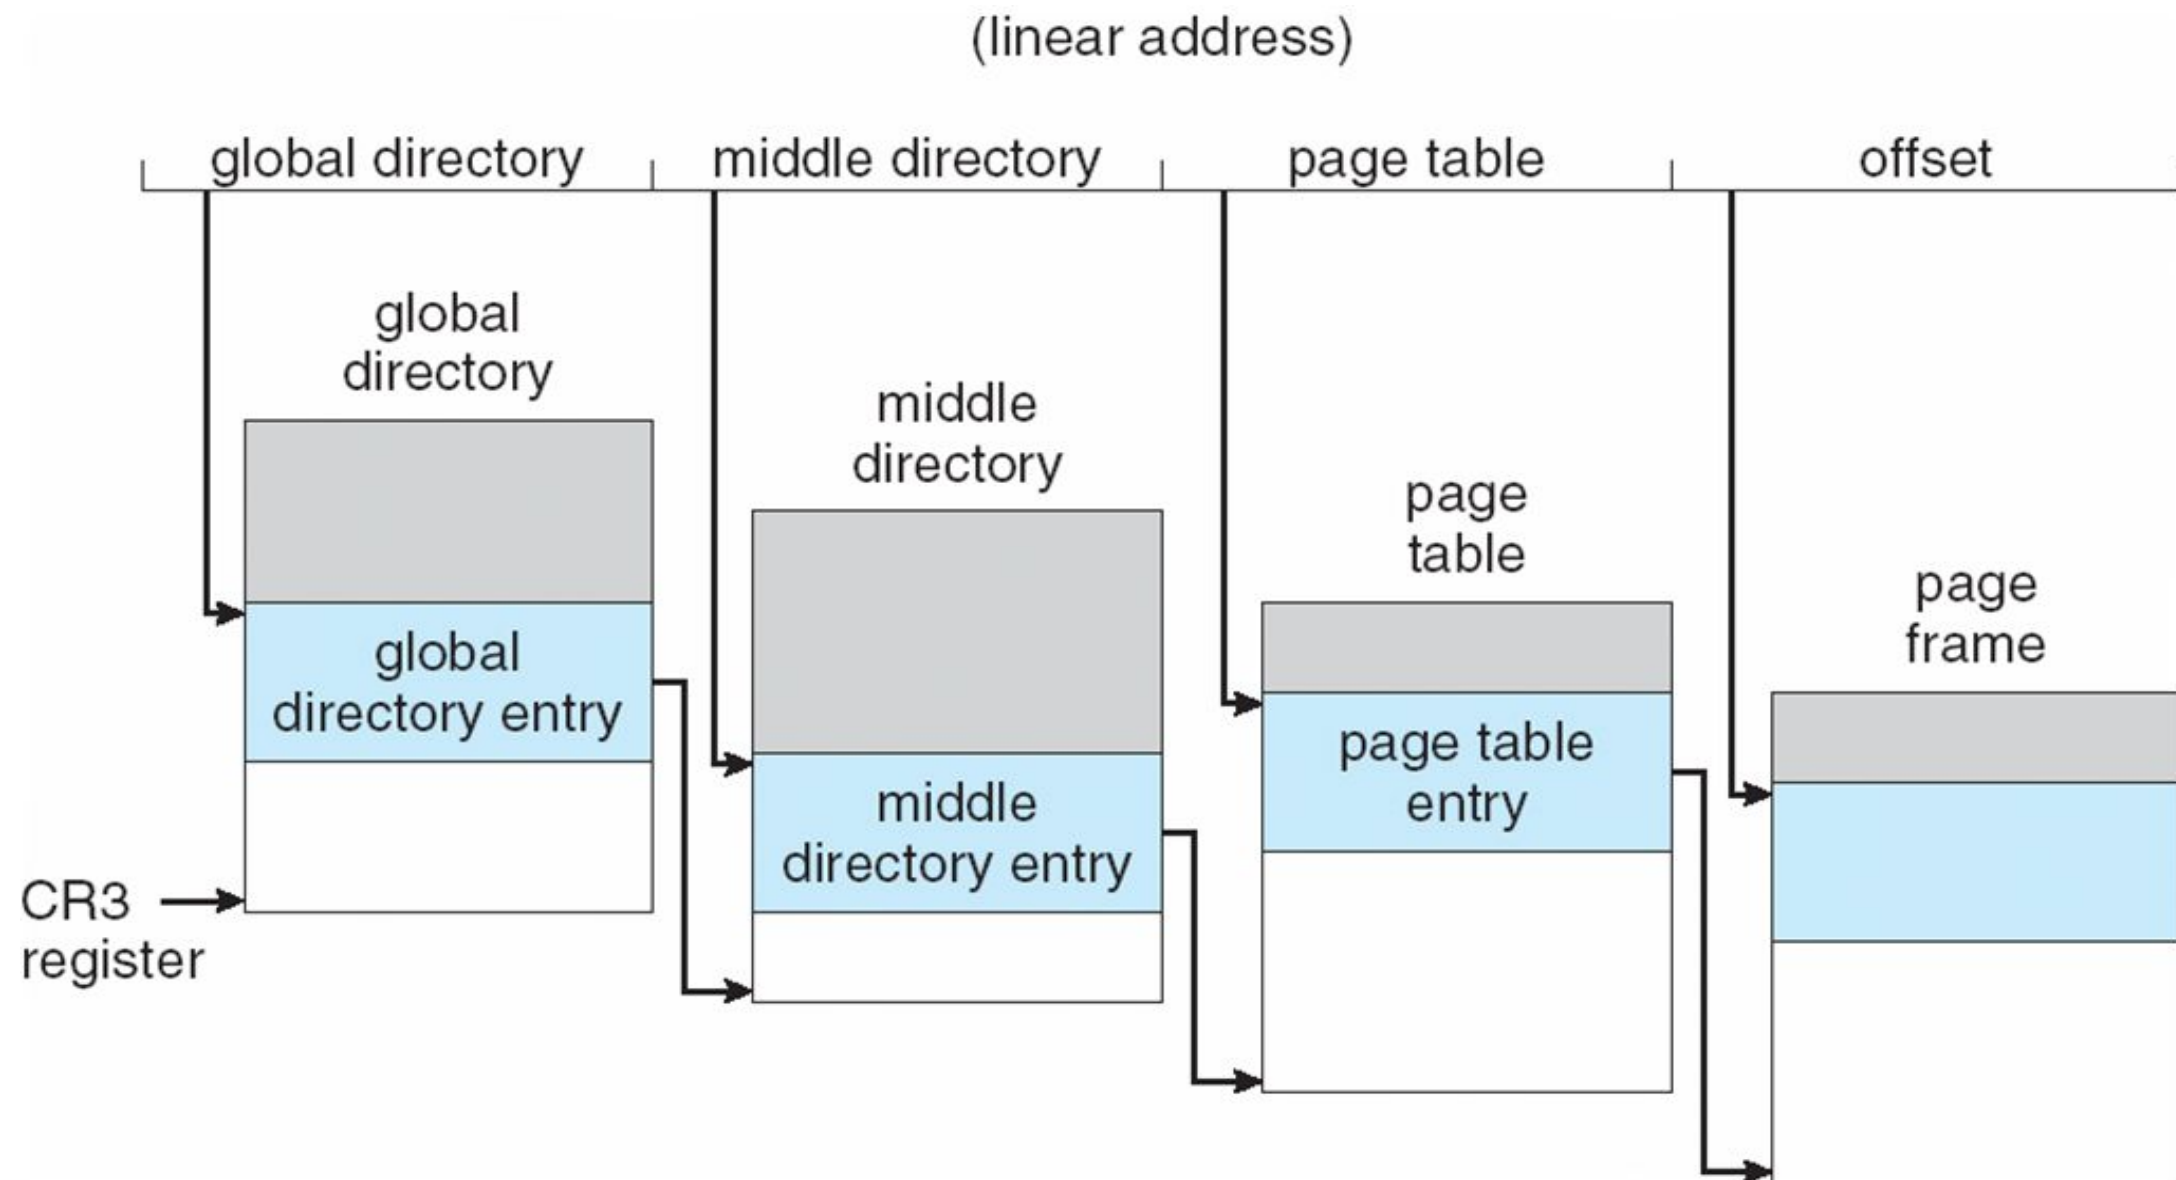 (linear address)
global directory
middle directory
page table
offset
global
directory
middle
directory
page
table
page
frame
global
directory entry
middle
directory entry
page table
entry
CR3
register